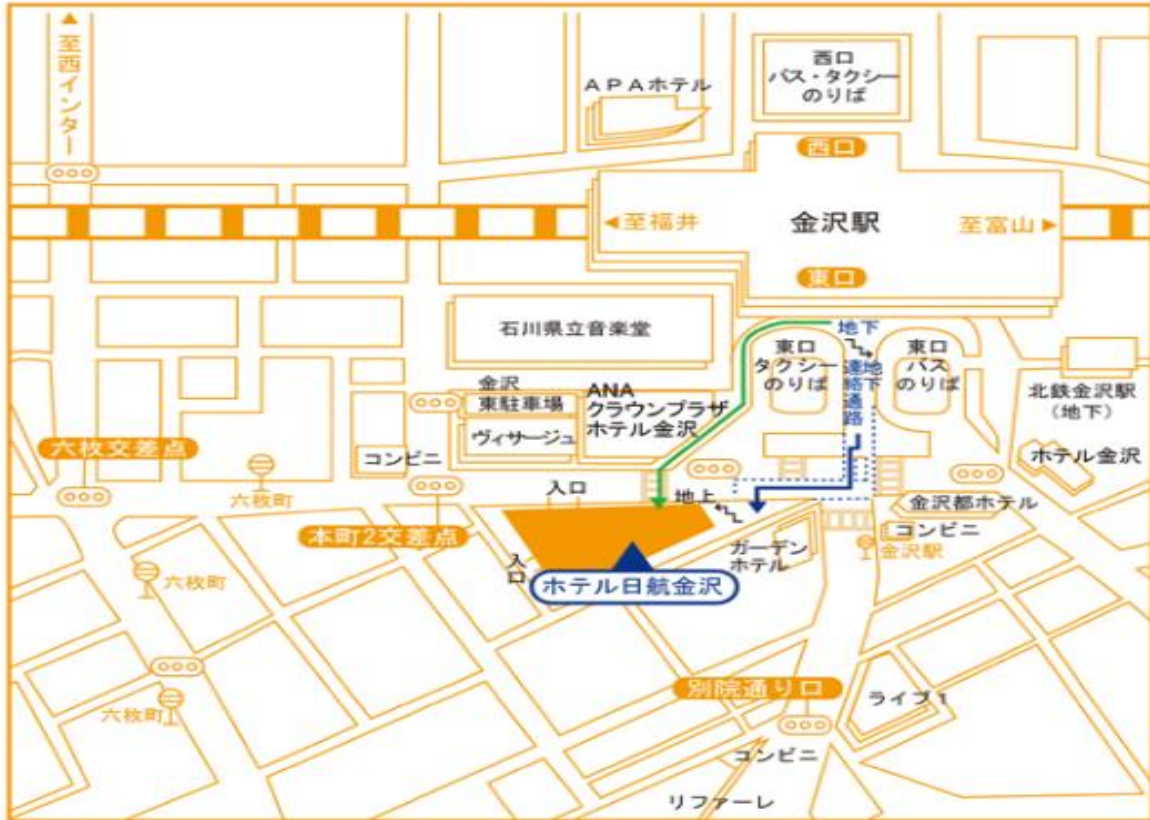 ▲至西インター
APAホテル
西口
バス・タクシー
のりば
西口
◀至福井
金沢駅
至富山▶
東口
石川県立音楽堂
地下
東口
タクシー
のりば
地下
連絡通路
東口
バス
のりば
北鉄金沢駅
（地下）
金沢
東駐車場
ヴィサージュ
ANA
クラウンプラザ
ホテル金沢
コンビニ
ホテル金沢
六枚交差点
六枚町
入口
地上
金沢都ホテル
コンビニ
金沢駅
本町2交差点
ガーデン
ホテル
入口
六枚町
ホテル日航金沢
別院通り口
ライブ1
六枚町
コンビニ
リファーレ